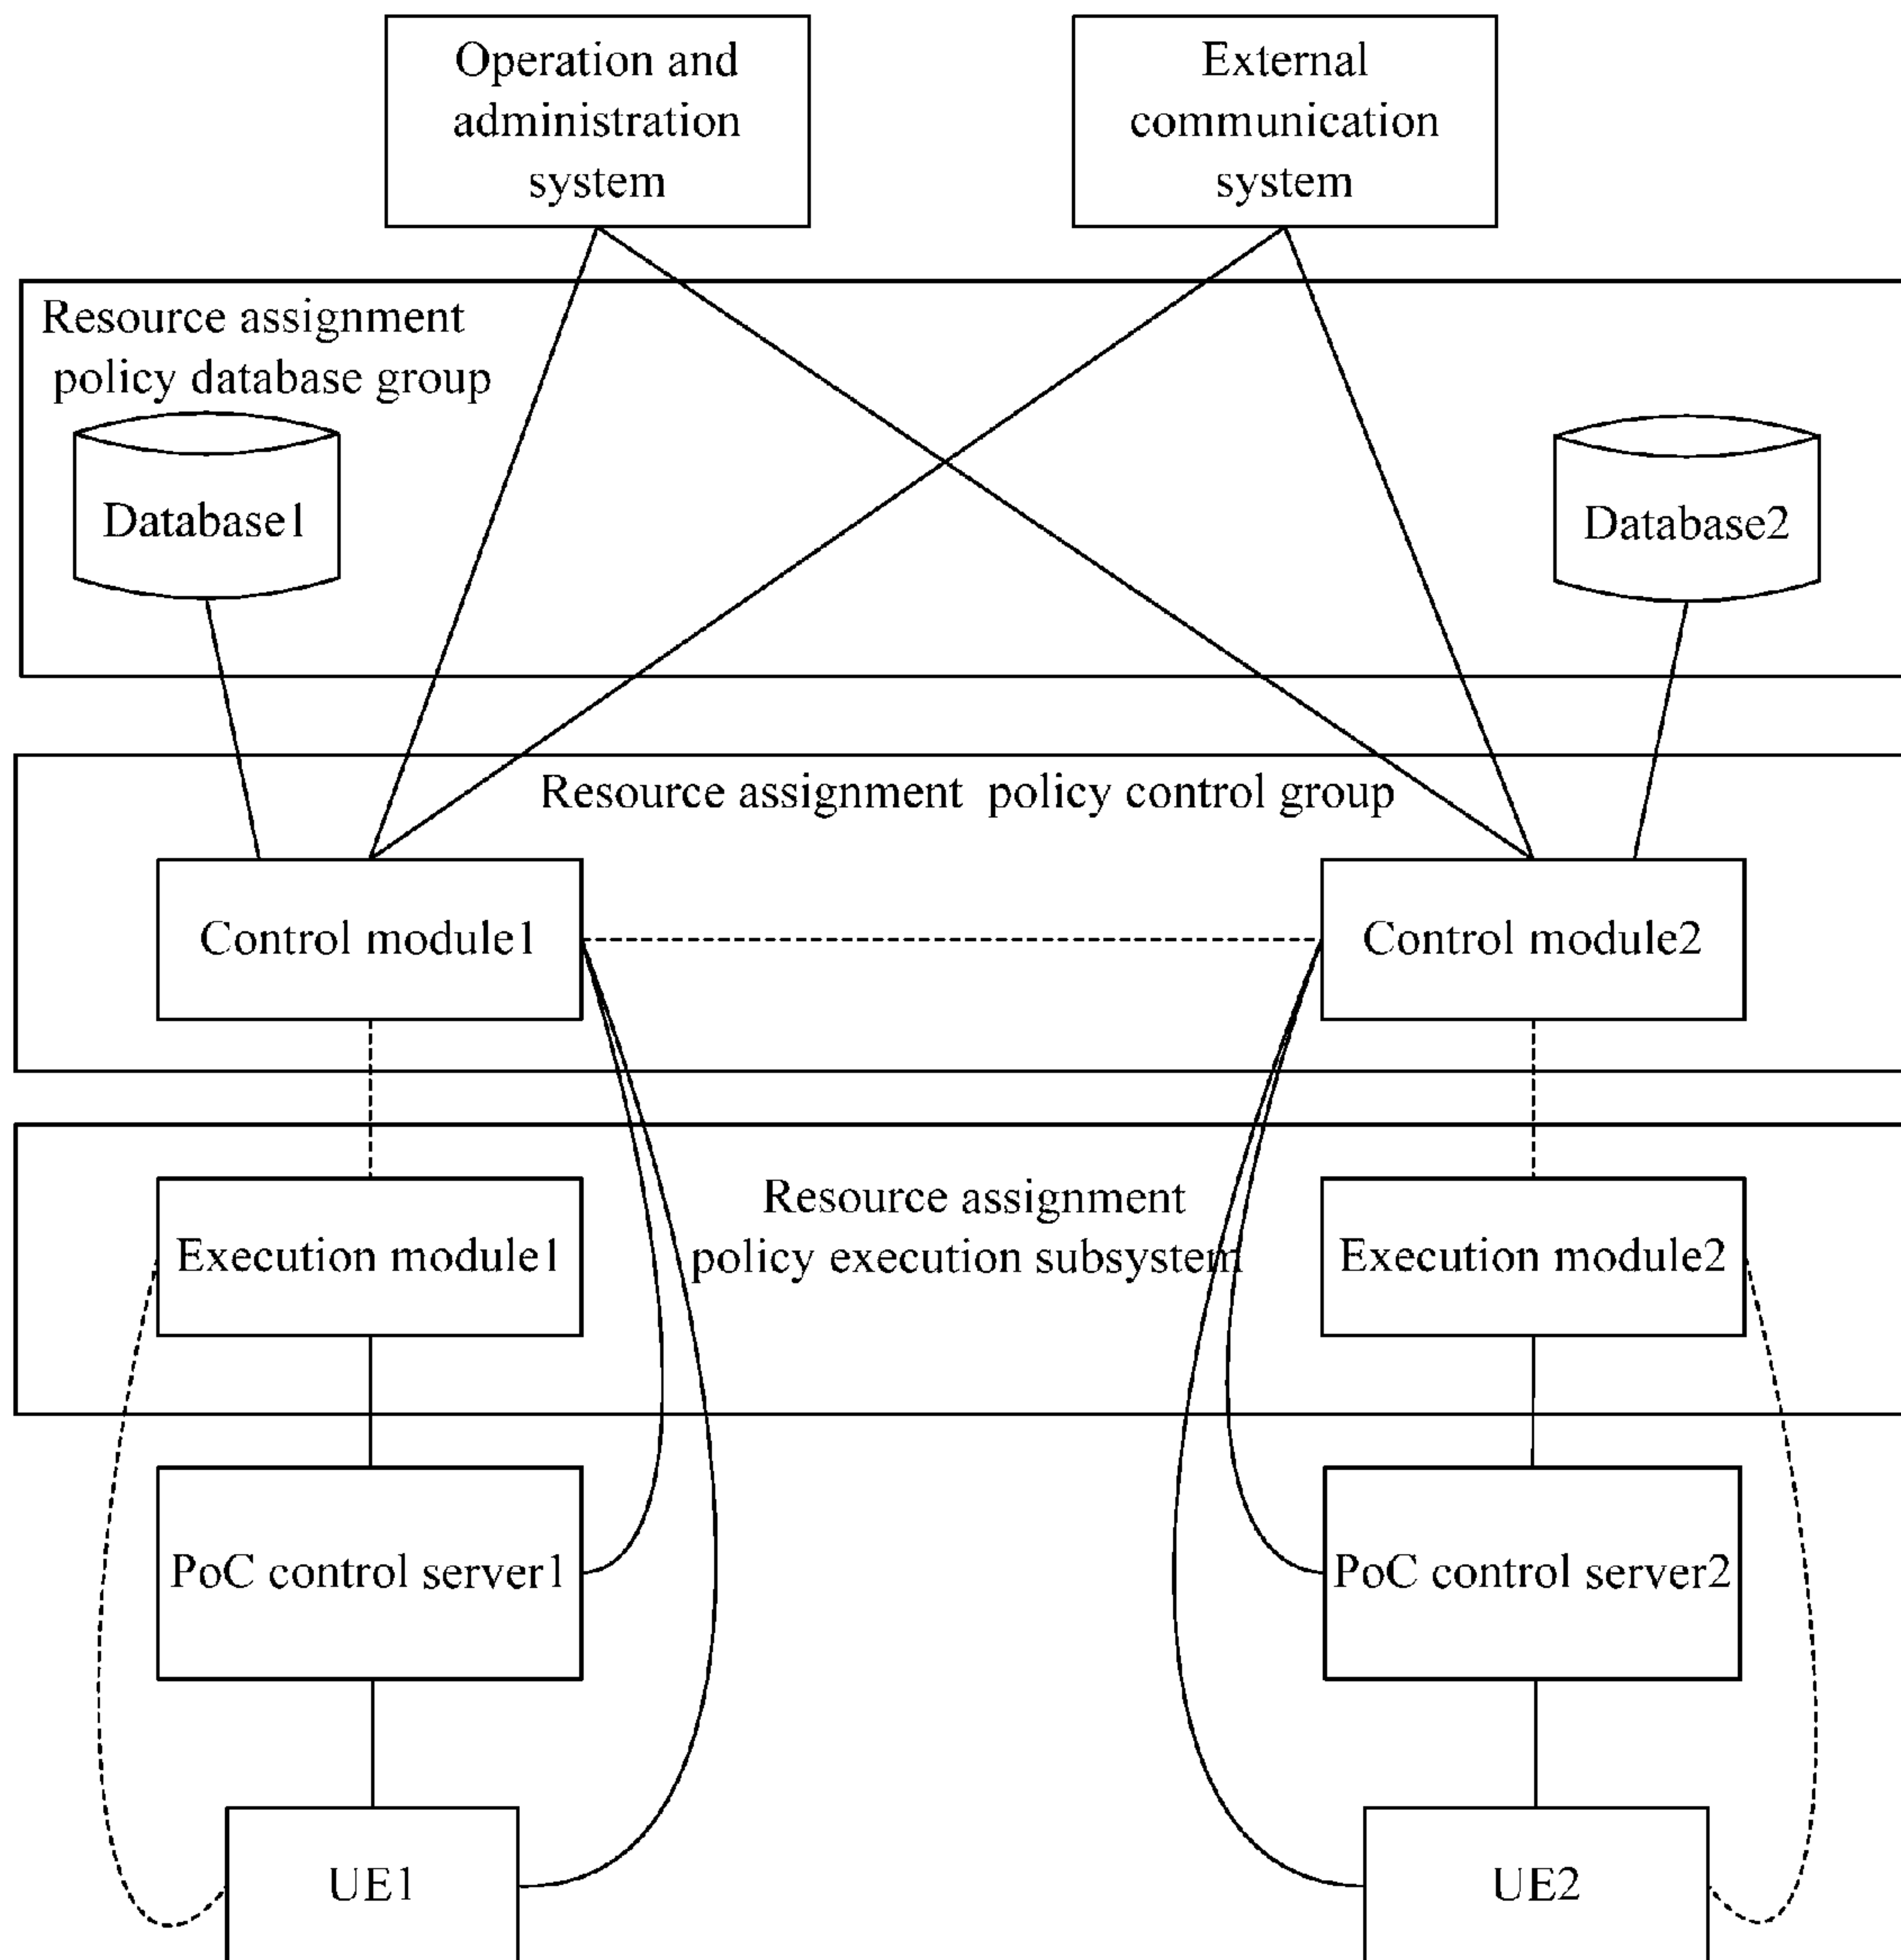 Operation and
administration
system
External
communication
system
Resource assignment
policy database group
Database1
Database2
Resource assignment policy control group
Control module1
Control module2
Execution module1
Resource assignment
policy execution subsystem
Execution module2
PoC control server1
PoC control server2
UE1
UE2